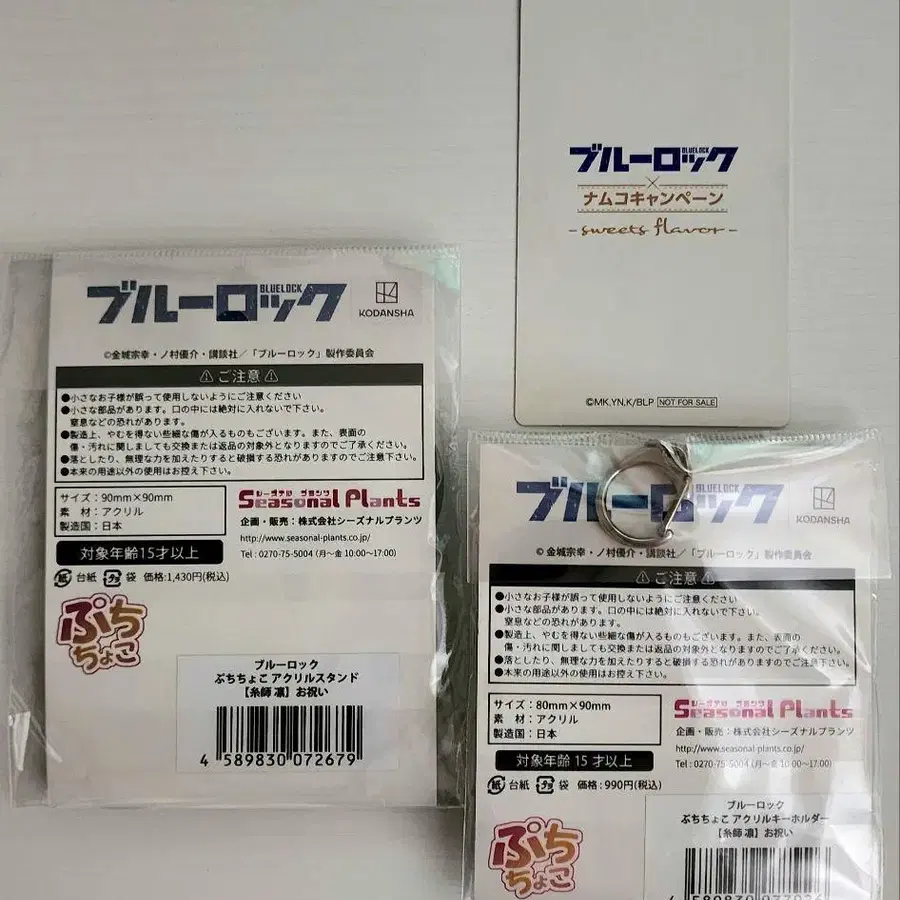 ブルーロック
BLUELOCK
×
ナムコキャンペーン
-sweets flavor-
©MK,YN,K/BLP NOT FOR SALE
ブルーロック
BLUELOCK
KODANSHA
©金城宗幸・ノ村優介・講談社／「ブルーロック」製作委員会
⚠ご注意⚠
●小さなお子様が誤って使用しないようにご注意ください
●小さな部品があります。口の中には絶対に入れないで下さい。
窒息などの恐れがあります。
●製造上、やむを得ない些細な傷が入るものもございます。また、表面の
傷・汚れに関しましても交換または返品の対象外となりますのでご了承ください。
●落としたり、無理な力を加えたりすると破損する恐れがありますのでご注意下さい。
●本来の用途以外の使用はお控え下さい。
サイズ：90mm×90mm
素　材：アクリル
製造国：日本
シーズナル プランツ
Seasonal Plants
企画・販売：株式会社シーズナルプランツ
http://www.seasonal-plants.co.jp/
Tel : 0270-75-5004 (月～金 10:00～17:00)
対象年齢15才以上
紙 台紙 プラ 袋 価格:1,430円(税込)
ぷち
ちょこ
ブルーロック
ぷちちょこ アクリルスタンド
【糸師 凛】お祝い
4 589830 072679
ブルーロック
BLUELOCK
KODANSHA
© 金城宗幸・ノ村優介・講談社／「ブルーロック」製作委員会
⚠ご注意⚠
●小さなお子様が誤って使用しないようにご注意ください
●小さな部品があります。口の中には絶対に入れないで下さい。
窒息などの恐れがあります。
●製造上、やむを得ない些細な傷が入るものもございます。また、表面の
傷・汚れに関しましても交換または返品の対象外となりますのでご了承ください。
●落としたり、無理な力を加えたりすると破損する恐れがありますのでご注意下さい。
●本来の用途以外の使用はお控え下さい。
サイズ：80mm×90mm
素　材：アクリル
製造国：日本
シーズナル プランツ
Seasonal Plants
企画・販売：株式会社シーズナルプランツ
http://www.seasonal-plants.co.jp/
Tel : 0270-75-5004 (月～金 10:00～17:00)
対象年齢 15 才以上
紙 台紙 プラ 袋 価格：990円(税込)
ぷち
ちょこ
ブルーロック
ぷちちょこ アクリルキーホルダー
【糸師 凛】お祝い